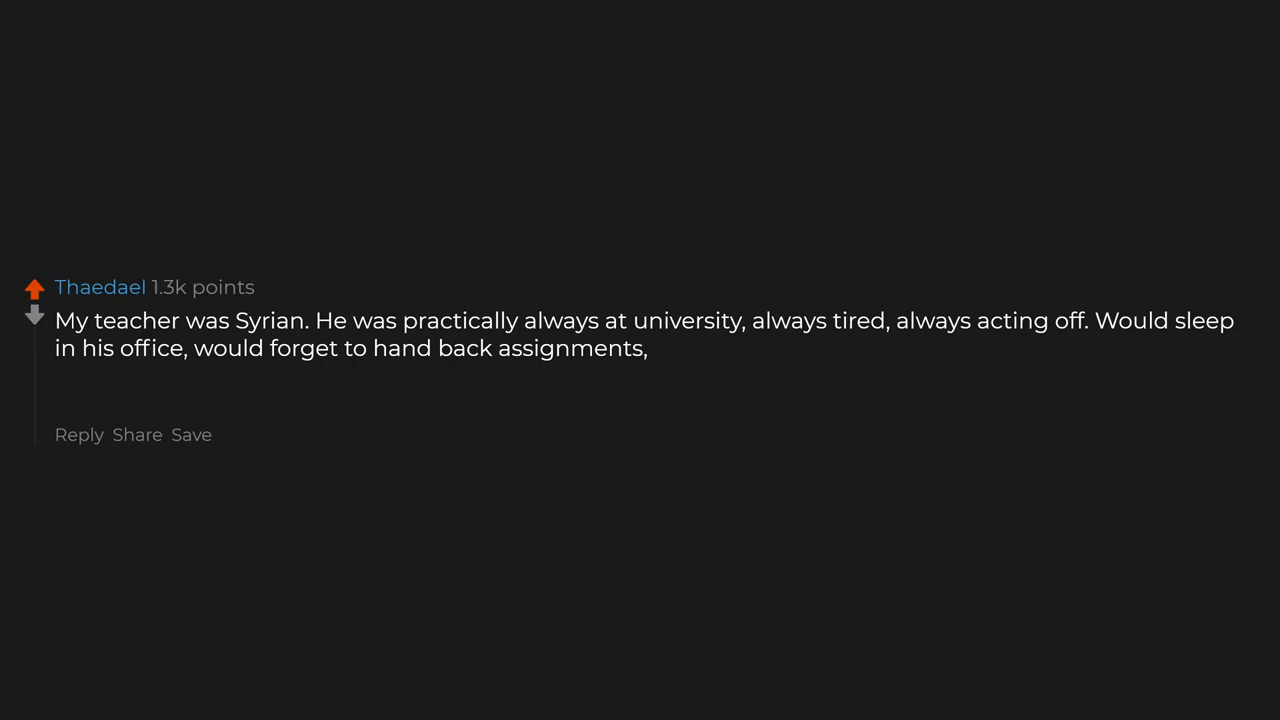 Thaedael 1.3k points
My teacher was Syrian. He was practically always at university, always tired, always acting off. Would sleep
in his office, would forget to hand back assignments,
Reply Share Save